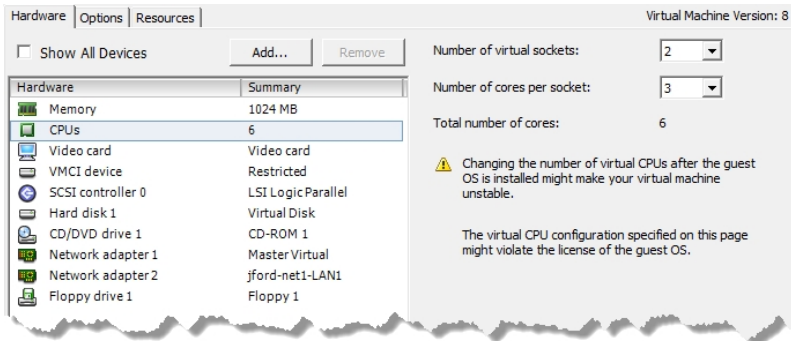 Hardware Options Resources Virtual Machine Version: 8
Show All Devices Add... Remove
Hardware Summary
Memory 1024 MB
CPUs 6
Video card Video card
VMCI device Restricted
SCSI controller 0 LSI Logic Parallel
Hard disk 1 Virtual Disk
CD/DVD drive 1 CD-ROM 1
Network adapter 1 Master Virtual
Network adapter 2 jford-net1-LAN1
Floppy drive 1 Floppy 1
Number of virtual sockets: 2
Number of cores per socket: 3
Total number of cores: 6
Changing the number of virtual CPUs after the guest
OS is installed might make your virtual machine
unstable.
The virtual CPU configuration specified on this page
might violate the license of the guest OS.